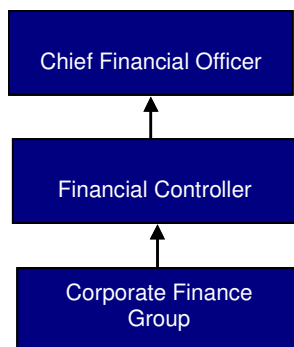 Chief Financial Officer
Financial Controller
Corporate Finance
Group